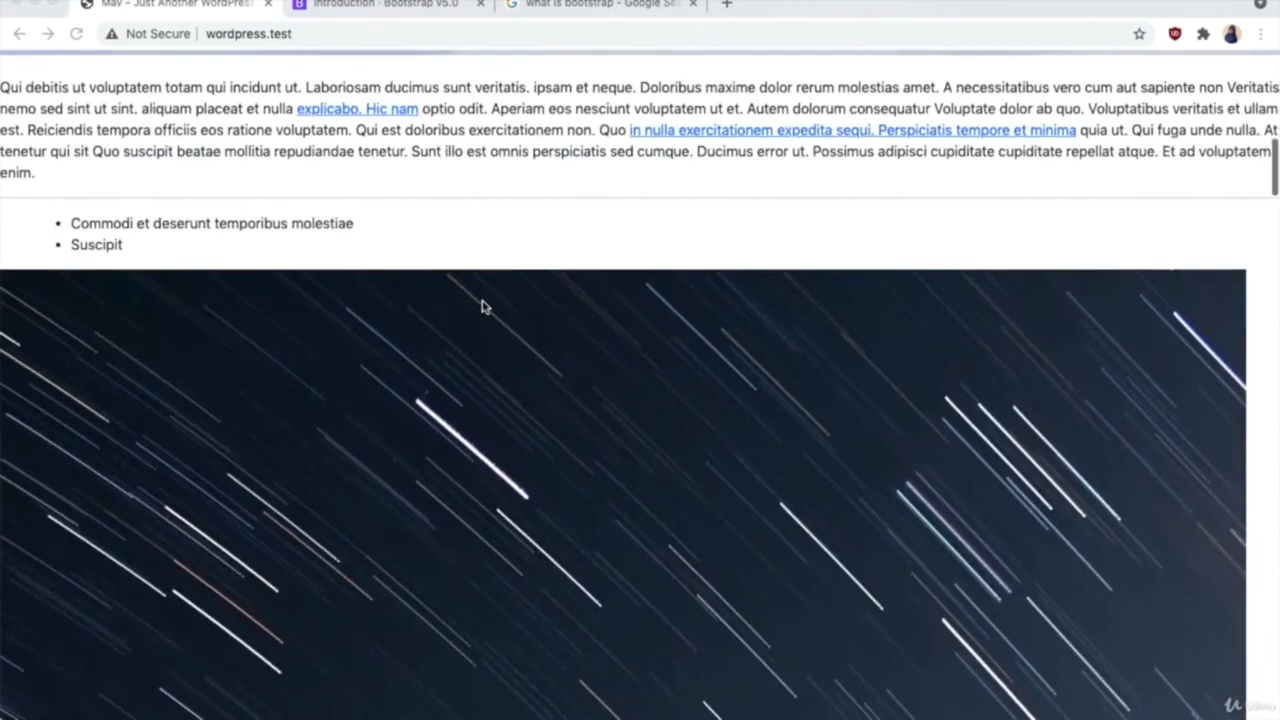 Mav – Just Another WordPress
Introduction · Bootstrap v5.0
what is bootstrap - Google Sea
Not Secure
wordpress.test
Qui debitis ut voluptatem totam qui incidunt ut. Laboriosam ducimus sunt veritatis. ipsam et neque. Doloribus maxime dolor rerum molestias amet. A necessitatibus vero cum aut sapiente non Veritatis
nemo sed sint ut sint. aliquam placeat et nulla explicabo. Hic nam optio odit. Aperiam eos nesciunt voluptatum ut et. Autem dolorum consequatur Voluptate dolor ab quo. Voluptatibus veritatis et ullam
est. Reiciendis tempora officiis eos ratione voluptatem. Qui est doloribus exercitationem non. Quo in nulla exercitationem expedita sequi. Perspiciatis tempore et minima quia ut. Qui fuga unde nulla. At
tenetur qui sit Quo suscipit beatae mollitia repudiandae tenetur. Sunt illo est omnis perspiciatis sed cumque. Ducimus error ut. Possimus adipisci cupiditate cupiditate repellat atque. Et ad voluptatem
enim.
• Commodi et deserunt temporibus molestiae
• Suscipit
Udemy